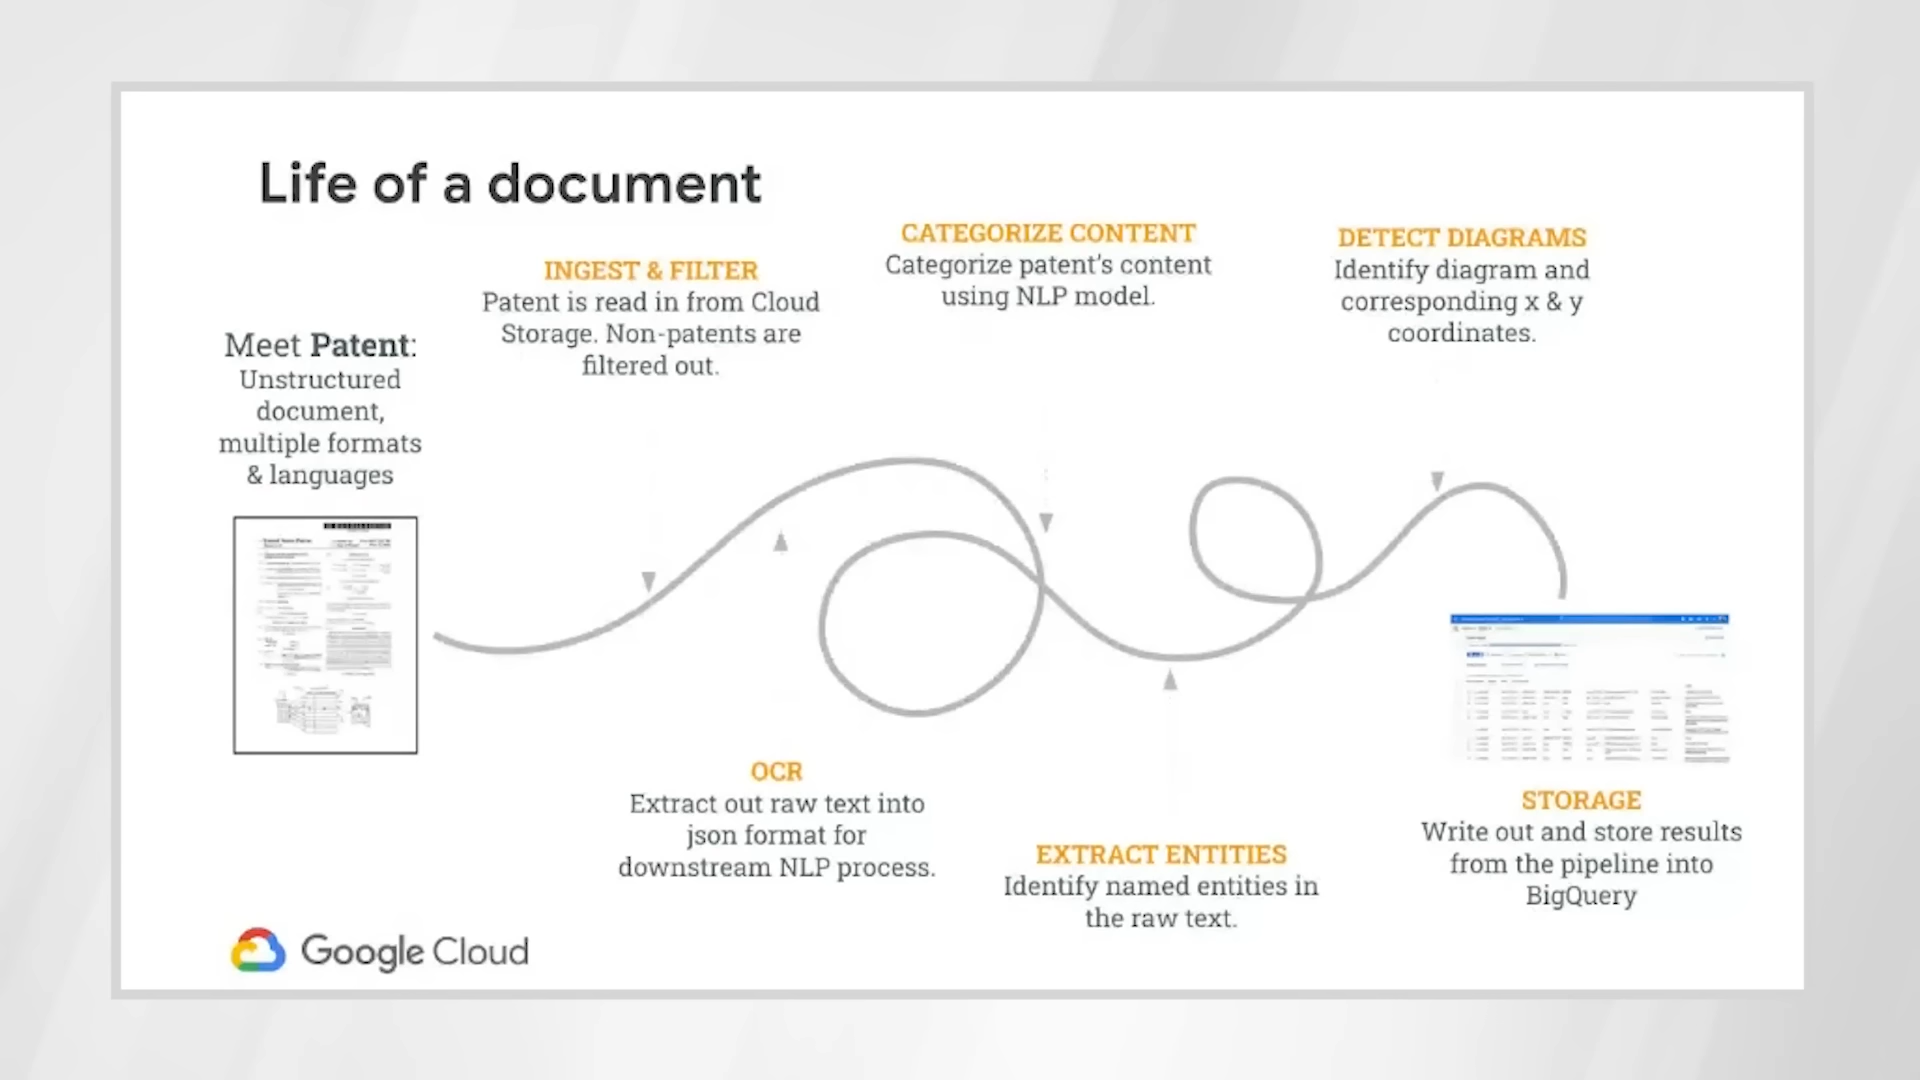 Life of a document
Meet Patent:
Unstructured
document,
multiple formats
& languages
INGEST & FILTER
Patent is read in from Cloud
Storage. Non-patents are
filtered out.
OCR
Extract out raw text into
json format for
downstream NLP process.
CATEGORIZE CONTENT
Categorize patent's content
using NLP model.
EXTRACT ENTITIES
Identify named entities in
the raw text.
DETECT DIAGRAMS
Identify diagram and
corresponding x & y
coordinates.
STORAGE
Write out and store results
from the pipeline into
BigQuery
Google Cloud